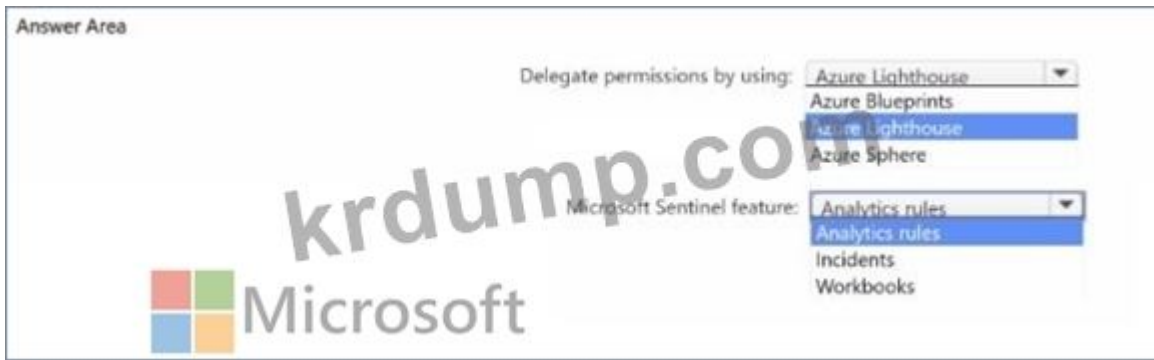 Answer Area
Delegate permissions by using: Azure Lighthouse
Azure Blueprints
Azure Lighthouse
Azure Sphere
krdump.com
Microsoft Sentinel feature: Analytics rules
Analytics rules
Incidents
Workbooks
Microsoft